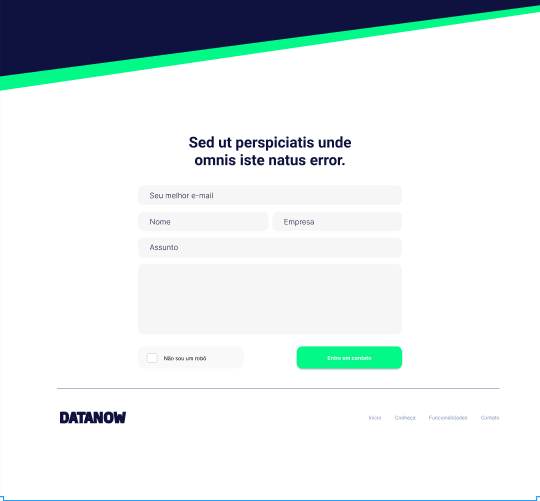 Sed ut perspiciatis unde
omnis iste natus error.
Seu melhor e-mail
Nome
Empresa
Assunto
Não sou um robô
Entre em contato
DATANOW
Início
Conheça
Funcionalidades
Contato